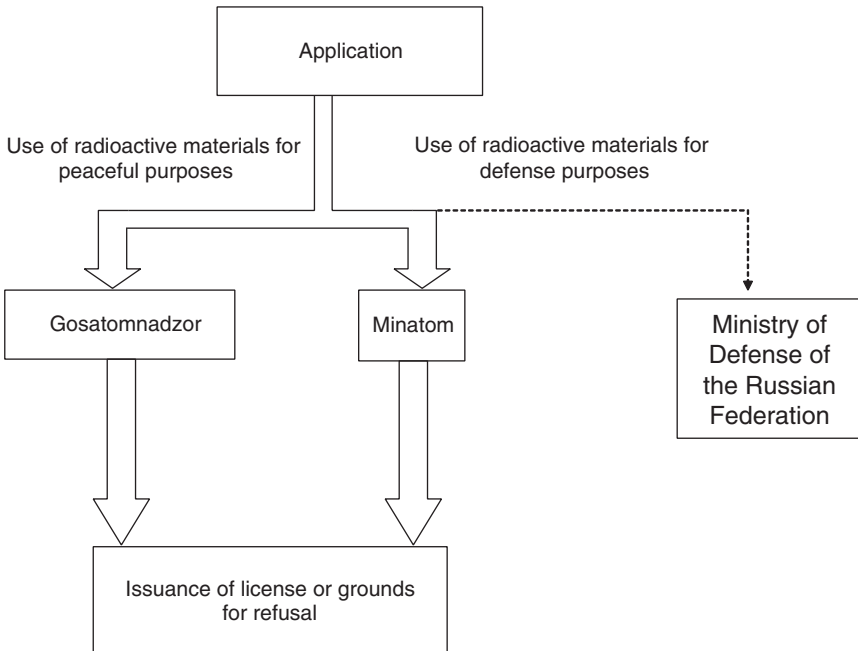 Application
Use of radioactive materials for
peaceful purposes
Use of radioactive materials for
defense purposes
Gosatomnadzor
Minatom
Ministry of
Defense of
the Russian
Federation
Issuance of license or grounds
for refusal